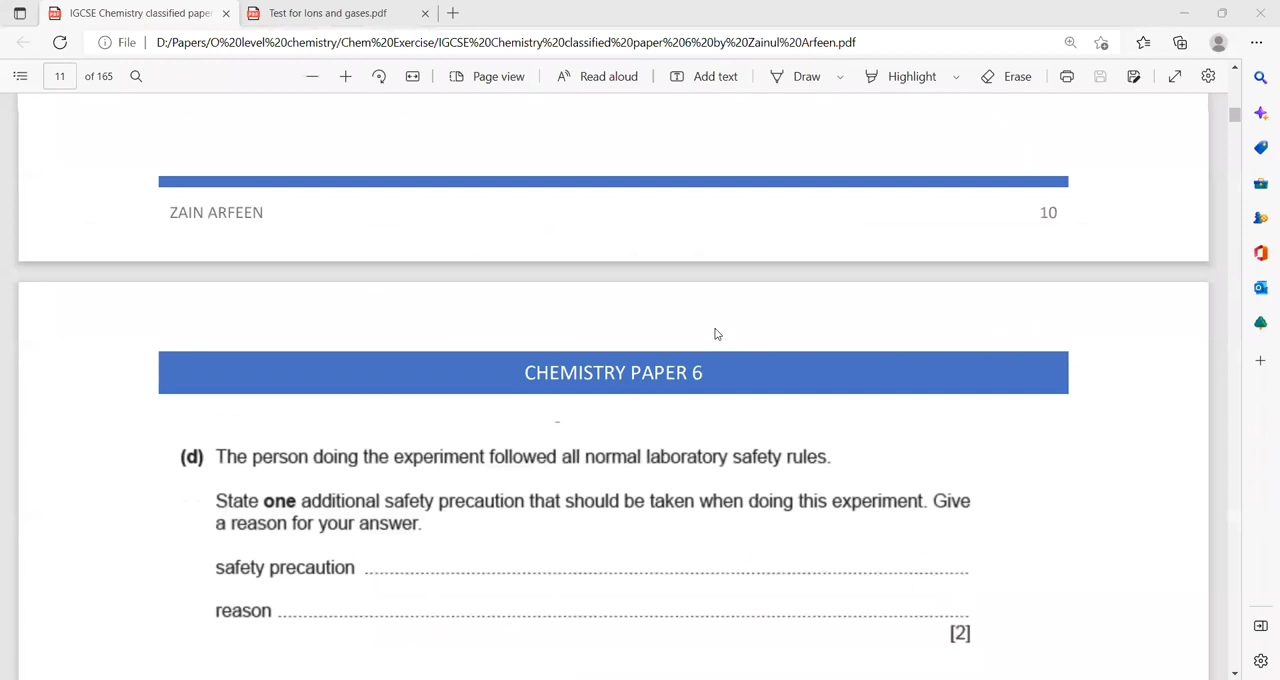 IGCSE Chemistry classified paper
Test for Ions and gases.pdf
File
D:/Papers/O%20level%20chemistry/Chem%20Exercise/IGCSE%20Chemistry%20classified%20paper%206%20by%20Zainul%20Arfeen.pdf
11 of 165
Page view
Read aloud
Add text
Draw
Highlight
Erase
ZAIN ARFEEN
10
CHEMISTRY PAPER 6
(d) The person doing the experiment followed all normal laboratory safety rules.
State one additional safety precaution that should be taken when doing this experiment. Give
a reason for your answer.
safety precaution
reason
[2]